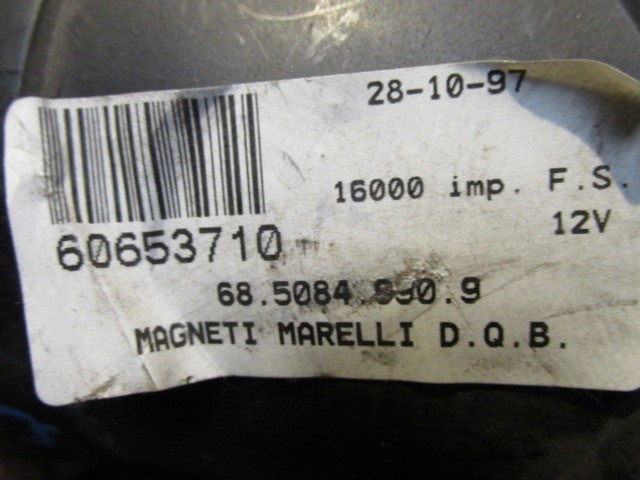 28-10-97
16000 imp. F.S.
12V
60653710
MAGNETI MARELLI D.Q.B.